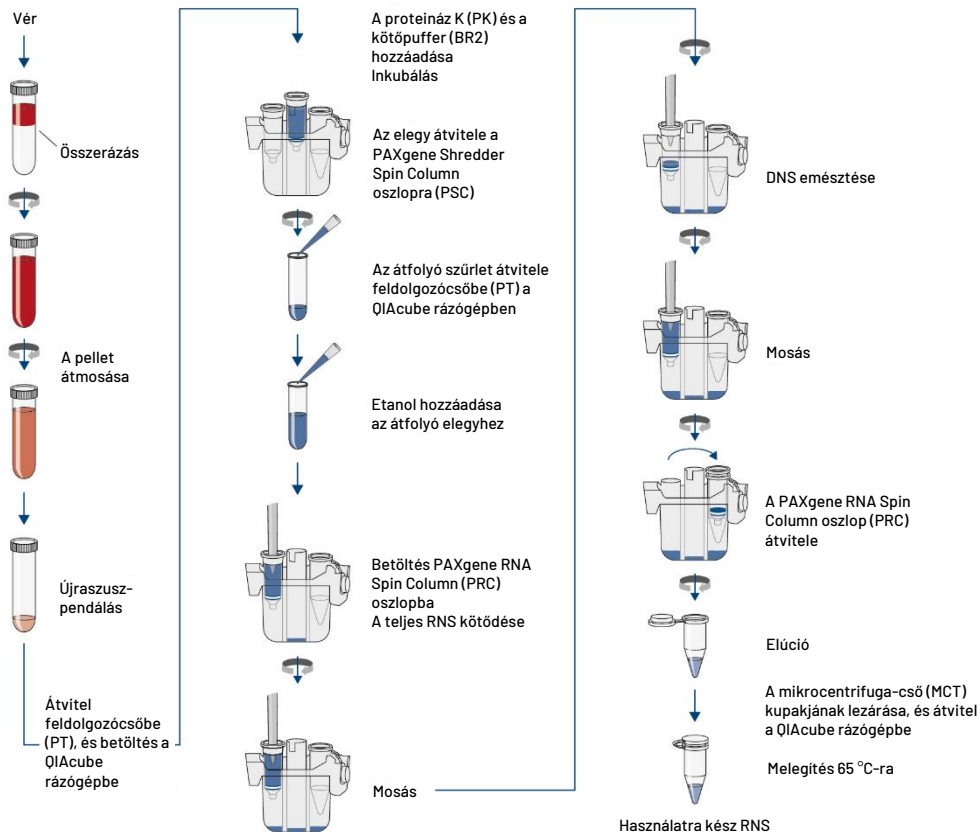 Vér
Összerázás
A pellet
átmosása
Újraszusz-
pendálás
Átvitel
feldolgozócsőbe
(PT), és betöltés a
QIAcube
rázógépbe
A proteináz K (PK) és a
kötőpuffer (BR2)
hozzáadása
Inkubálás
Az elegy átvitele a
PAXgene Shredder
Spin Column
oszlopra (PSC)
Az átfolyó szűrlet átvitele
feldolgozócsőbe (PT) a
QIAcube rázógépben
Etanol hozzáadása
az átfolyó elegyhez
Betöltés PAXgene RNA
Spin Column (PRC)
oszlopba
A teljes RNS kötődése
Mosás
DNS emésztése
Mosás
A PAXgene RNA Spin
Column oszlop (PRC)
átvitele
Elúció
A mikrocentrifuga-cső (MCT)
kupakjának lezárása, és átvitel
a QIAcube rázógépbe
Melegítés 65 °C-ra
Használatra kész RNS